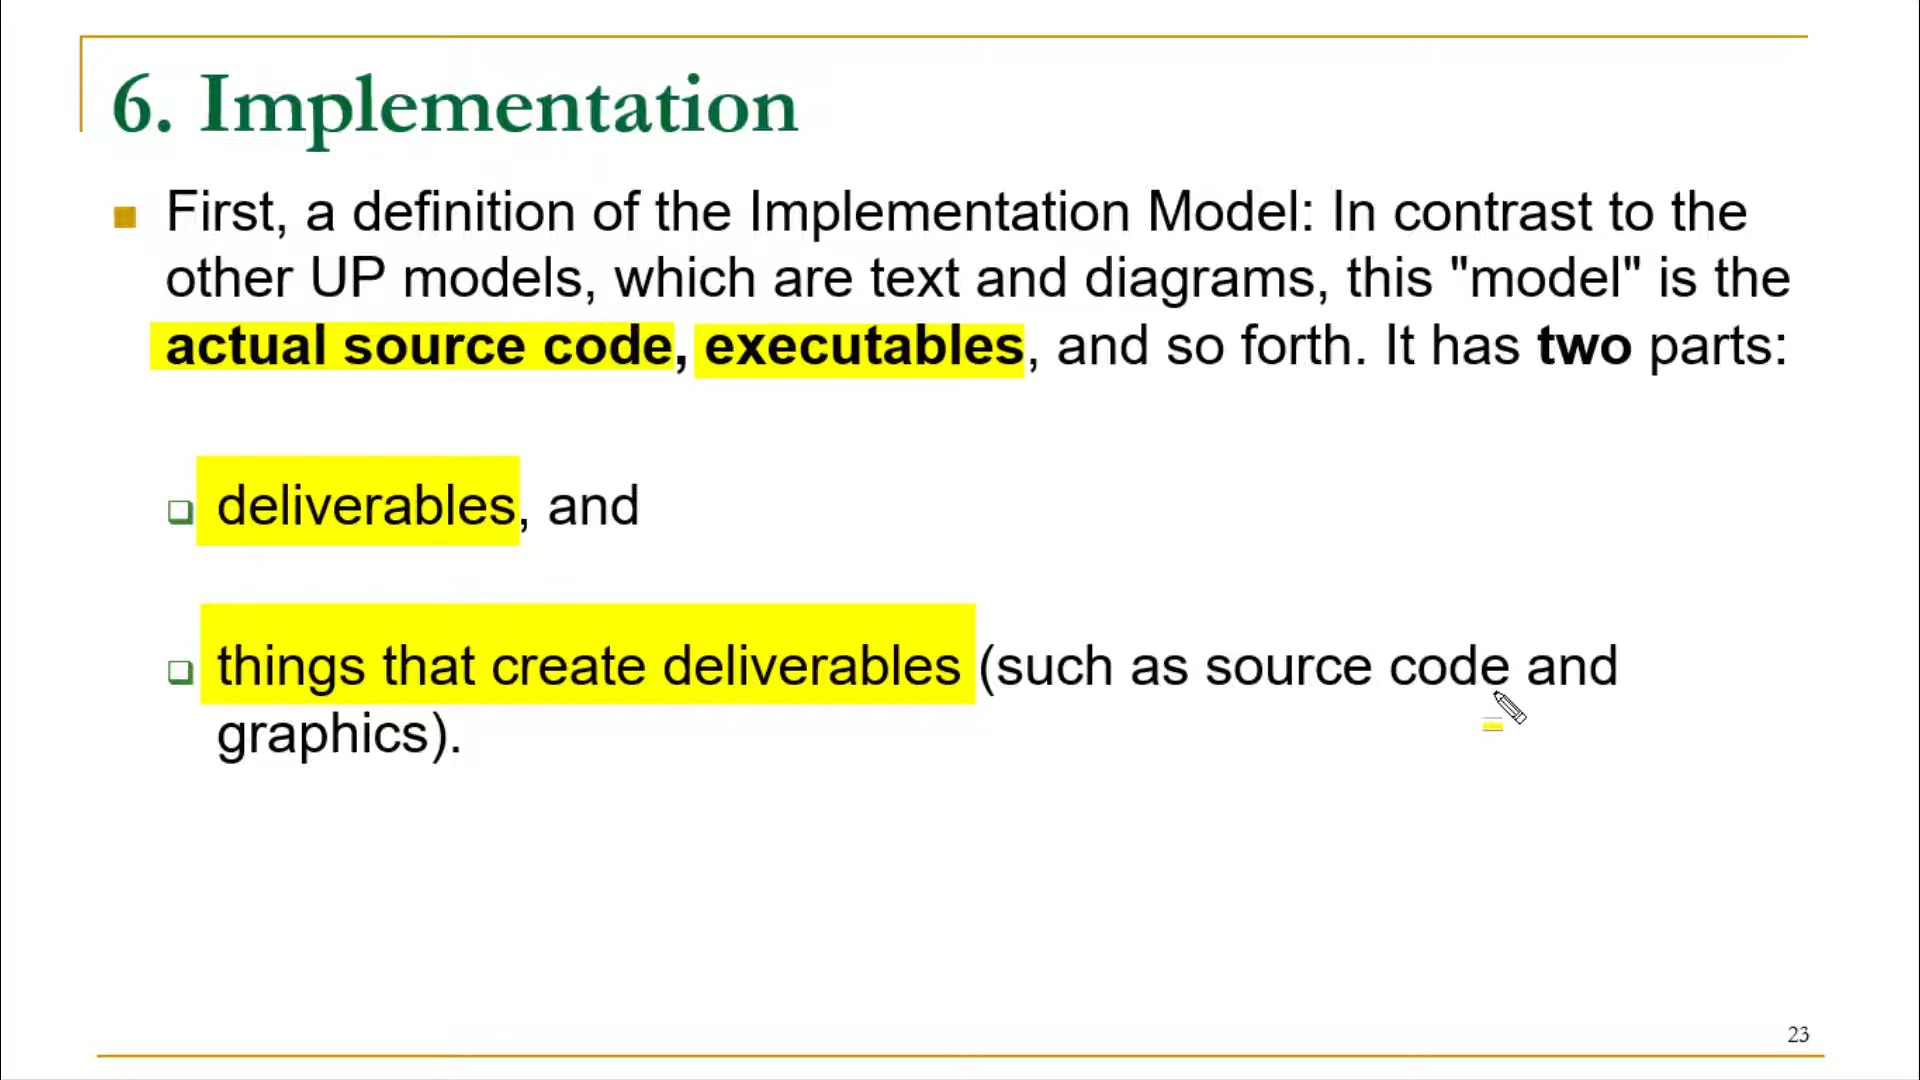 6. Implementation
First, a definition of the Implementation Model: In contrast to the
other UP models, which are text and diagrams, this "model" is the
actual source code, executables, and so forth. It has two parts:
deliverables, and
things that create deliverables (such as source code and
graphics).
23